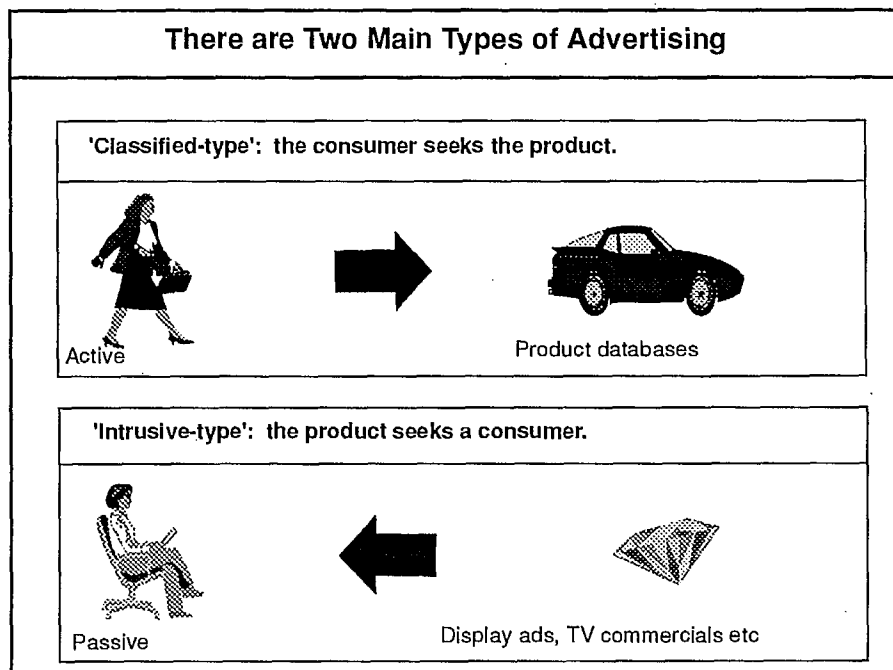 There are Two Main Types of Advertising
'Classified-type': the consumer seeks the product.
Active
Product databases
'Intrusive-type': the product seeks a consumer.
Passive
Display ads, TV commercials etc